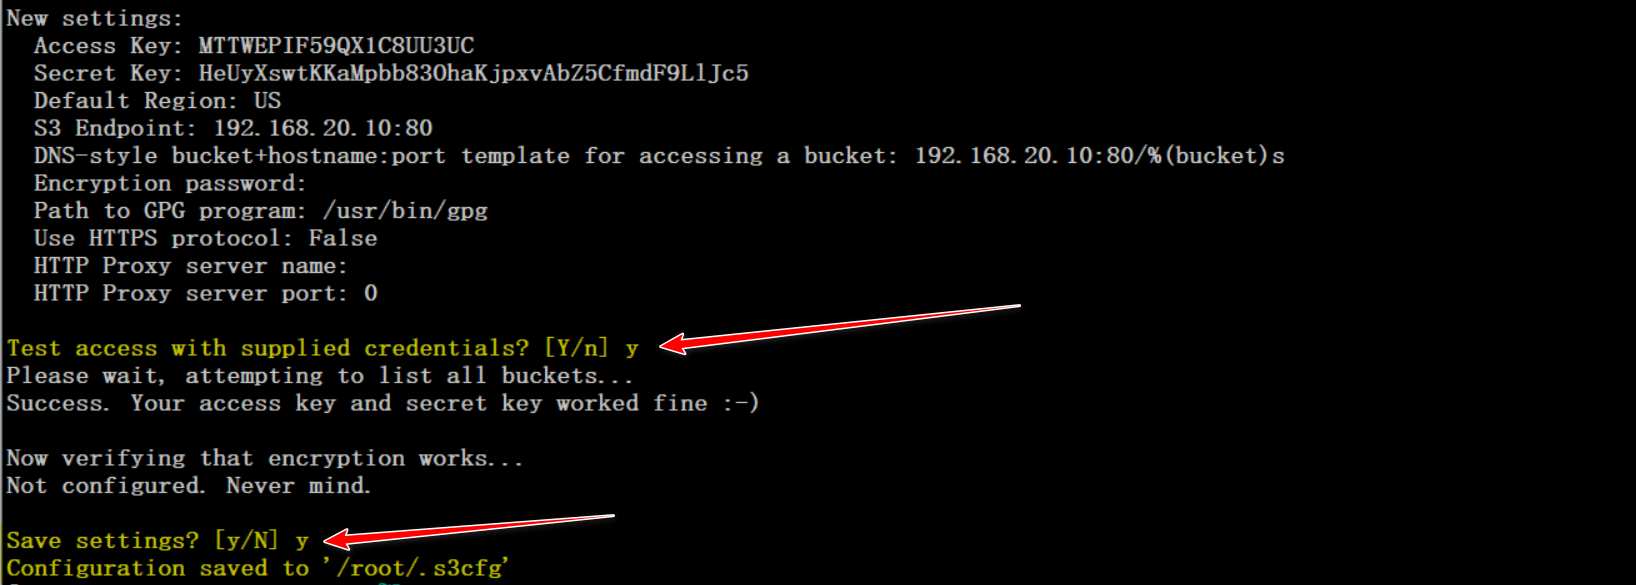 New settings:
  Access Key: MTTWEPIF59QX1C8UU3UC
  Secret Key: HeUyXswtKKaMpbb83OhaKjpxvAbZ5CfmdF9LlJc5
  Default Region: US
  S3 Endpoint: 192.168.20.10:80
  DNS-style bucket+hostname:port template for accessing a bucket: 192.168.20.10:80/%(bucket)s
  Encryption password:
  Path to GPG program: /usr/bin/gpg
  Use HTTPS protocol: False
  HTTP Proxy server name:
  HTTP Proxy server port: 0
Test access with supplied credentials? [Y/n] y
Please wait, attempting to list all buckets...
Success. Your access key and secret key worked fine :-)
Now verifying that encryption works...
Not configured. Never mind.
Save settings? [y/N] y
Configuration saved to '/root/.s3cfg'